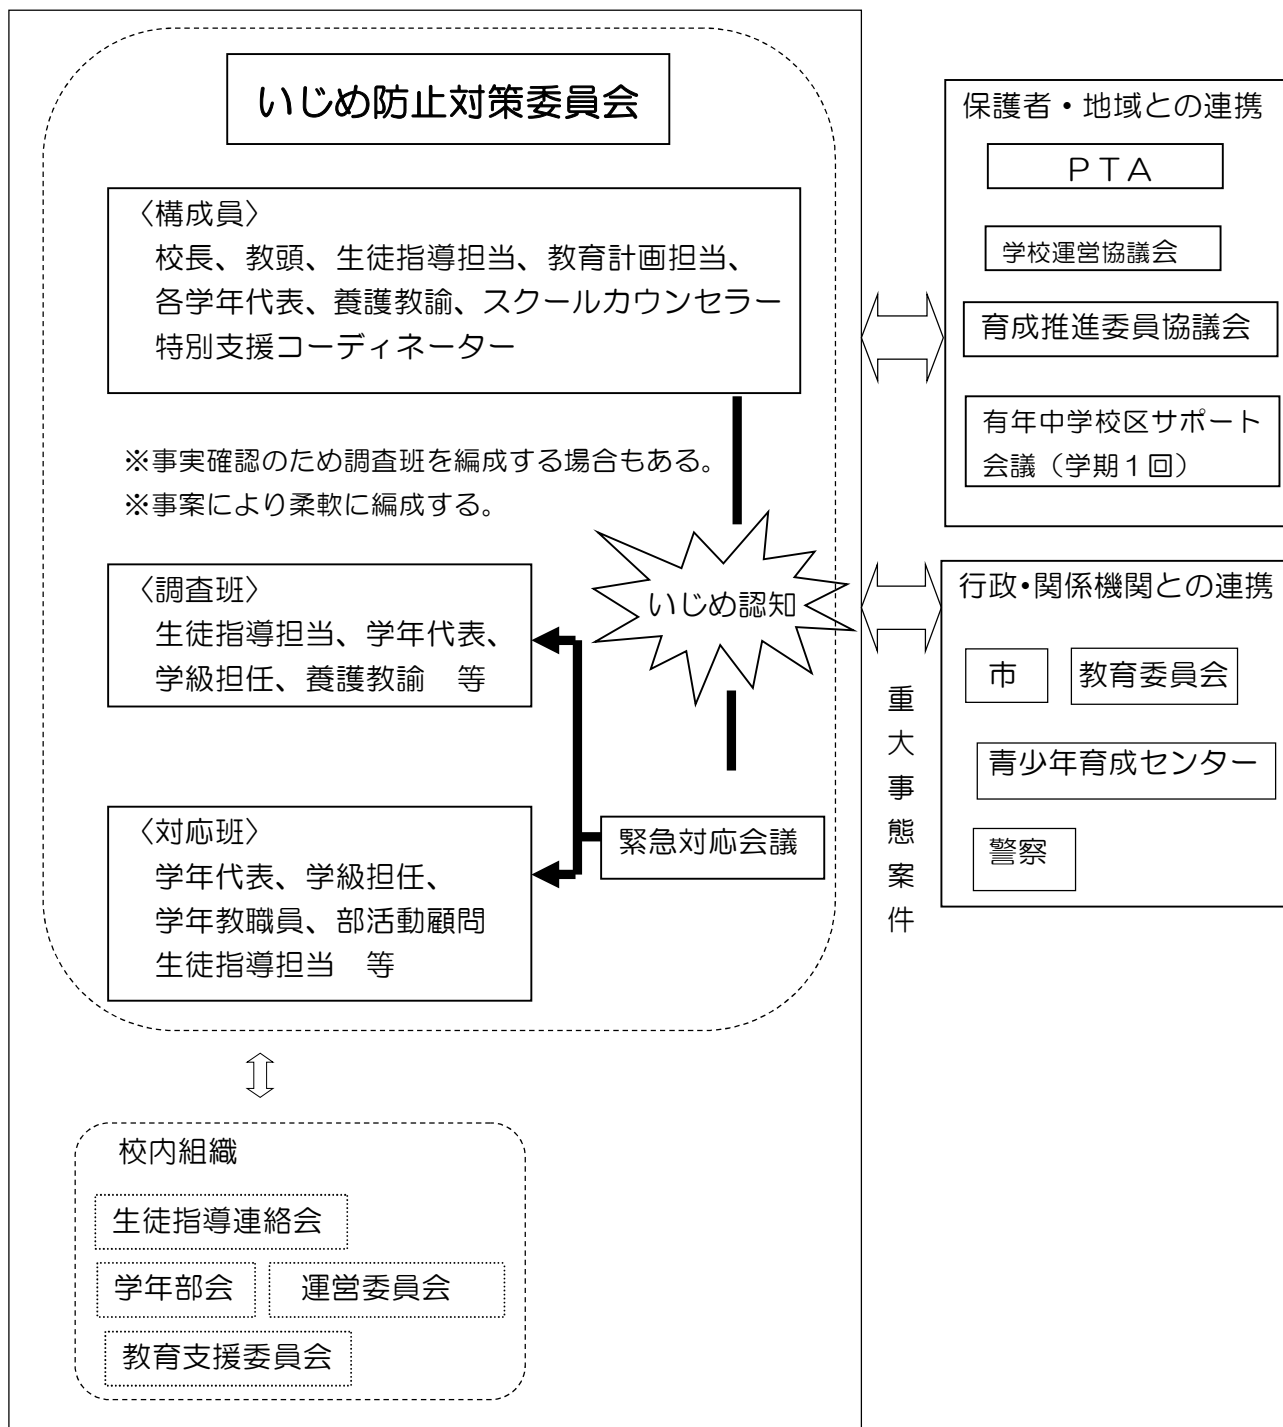 いじめ防止対策委員会
〈構成員〉
校長、教頭、生徒指導担当、教育計画担当、
各学年代表、養護教諭、スクールカウンセラー
特別支援コーディネーター
※事実確認のため調査班を編成する場合もある。
※事案により柔軟に編成する。
いじめ認知
〈調査班〉
生徒指導担当、学年代表、
学級担任、養護教諭　等
緊急対応会議
〈対応班〉
学年代表、学級担任、
学年教職員、部活動顧問
生徒指導担当　等
校内組織
生徒指導連絡会
学年部会
運営委員会
教育支援委員会
保護者・地域との連携
ＰＴＡ
学校運営協議会
育成推進委員協議会
有年中学校区サポート
会議（学期１回）
行政・関係機関との連携
市
教育委員会
青少年育成センター
警察
重大事態案件